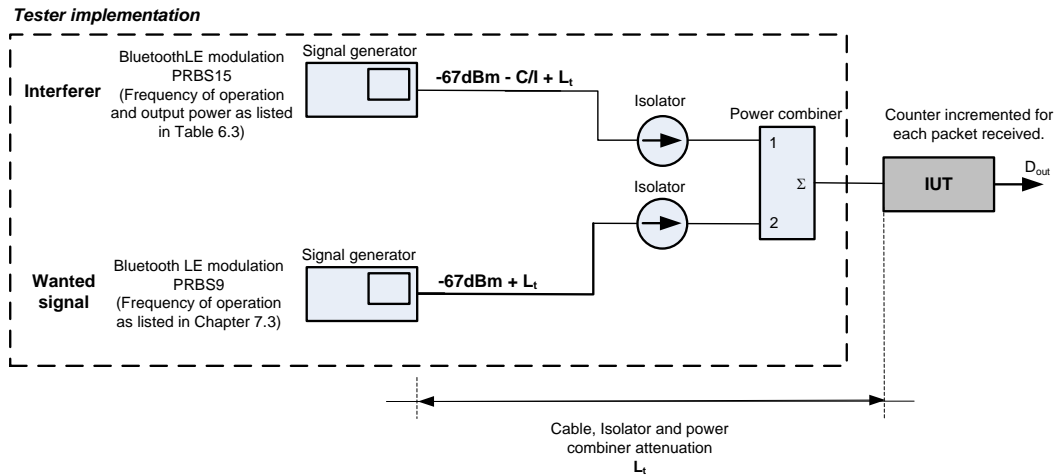 Tester implementation
Interferer
BluetoothLE modulation
PRBS15
(Frequency of operation
and output power as listed
in Table 6.3)
Signal generator
-67dBm - C/I + Lt
Isolator
Power combiner
1
2
Σ
Counter incremented for
each packet received.
IUT
Dout
Isolator
Wanted
signal
Bluetooth LE modulation
PRBS9
(Frequency of operation
as listed in Chapter 7.3)
Signal generator
-67dBm + Lt
Cable, Isolator and power
combiner attenuation
Lt